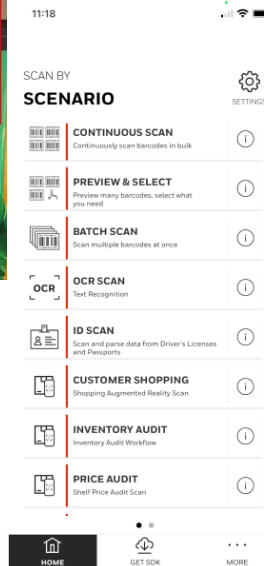 11:18
SCAN BY
SCENARIO
SETTINGS
CONTINUOUS SCAN
Continuously scan barcodes in bulk
PREVIEW & SELECT
Preview many barcodes, select what
you need
BATCH SCAN
Scan multiple barcodes at once
OCR
OCR SCAN
Text Recognition
ID SCAN
Scan and parse data from Driver's Licenses
and Passports
CUSTOMER SHOPPING
Shopping Augmented Reality Scan
INVENTORY AUDIT
Inventory Audit Workflow
PRICE AUDIT
Shelf Price Audit Scan
HOME
GET SDK
MORE